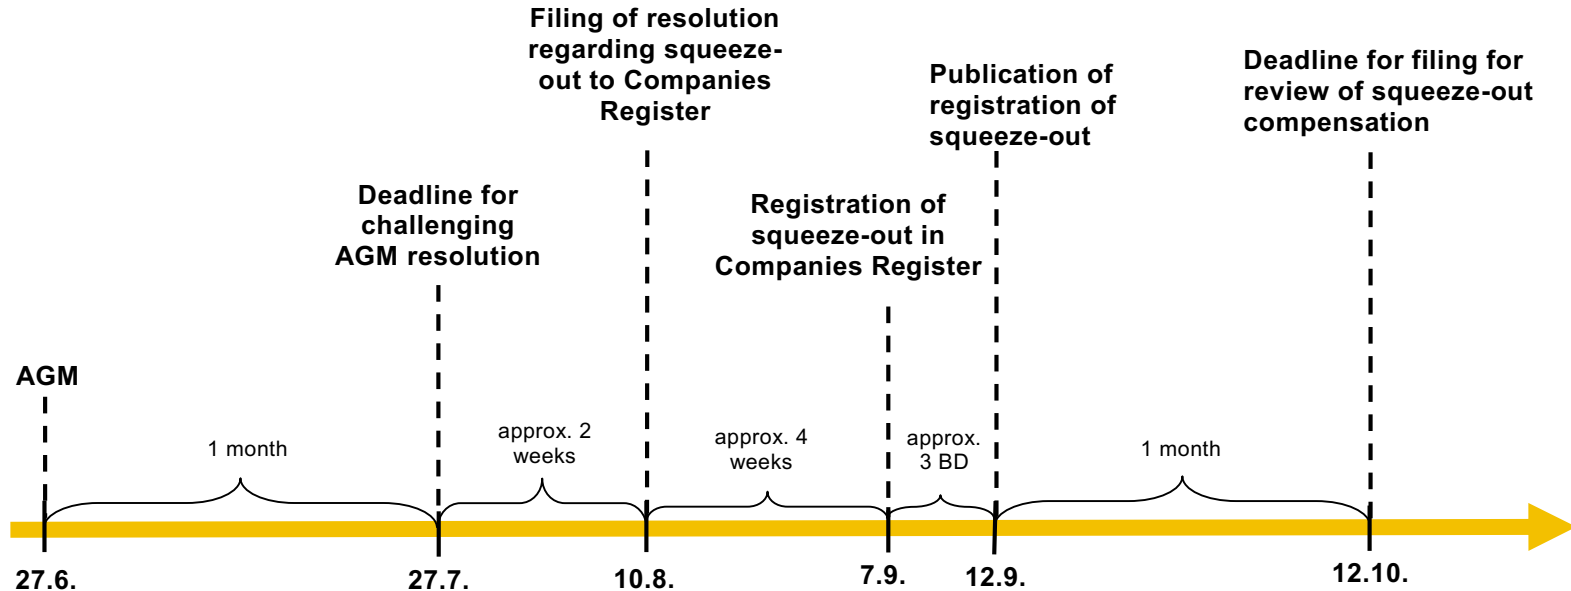 Filing of resolution
regarding squeeze-
out to Companies
Register
Publication of
registration of
squeeze-out
Deadline for filing for
review of squeeze-out
compensation
Deadline for
challenging
AGM resolution
Registration of
squeeze-out in
Companies Register
AGM
1 month
approx. 2
weeks
approx. 4
weeks
approx.
3 BD
1 month
27.6.
27.7.
10.8.
7.9.
12.9.
12.10.